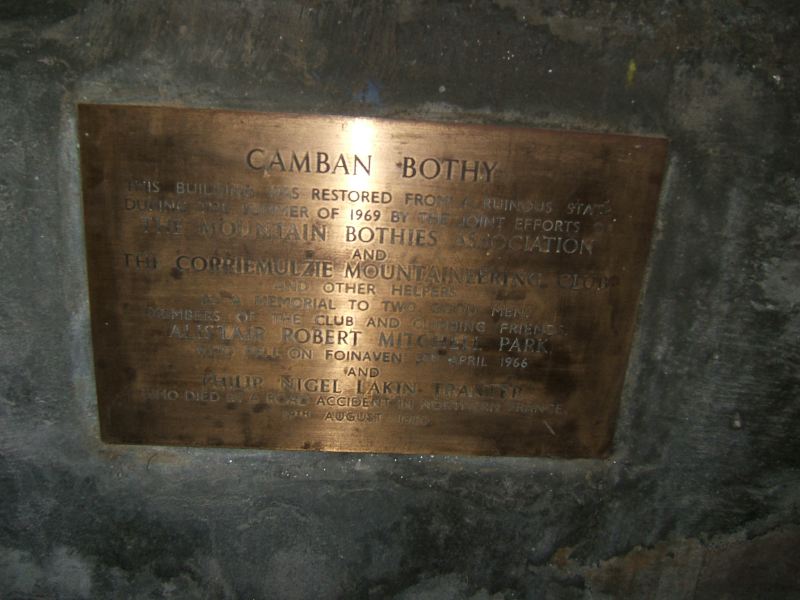 CAMBAN BOTHY
THIS BUILDING WAS RESTORED FROM A RUINOUS STATE
DURING THE SUMMER OF 1969 BY THE JOINT EFFORTS OF
THE MOUNTAIN BOTHIES ASSOCIATION
AND
THE CORRIEMULZIE MOUNTAINEERING CLUB
AND OTHER HELPERS
AS A MEMORIAL TO TWO GOOD MEN,
MEMBERS OF THE CLUB AND CLIMBING FRIENDS,
ALISTAIR ROBERT MITCHELL PARK,
WHO FELL ON FOINAVEN APRIL 1966
AND
PHILIP NIGEL LAKIN TRANTER
WHO DIED BY A ROAD ACCIDENT IN NORTHERN FRANCE,
AUGUST